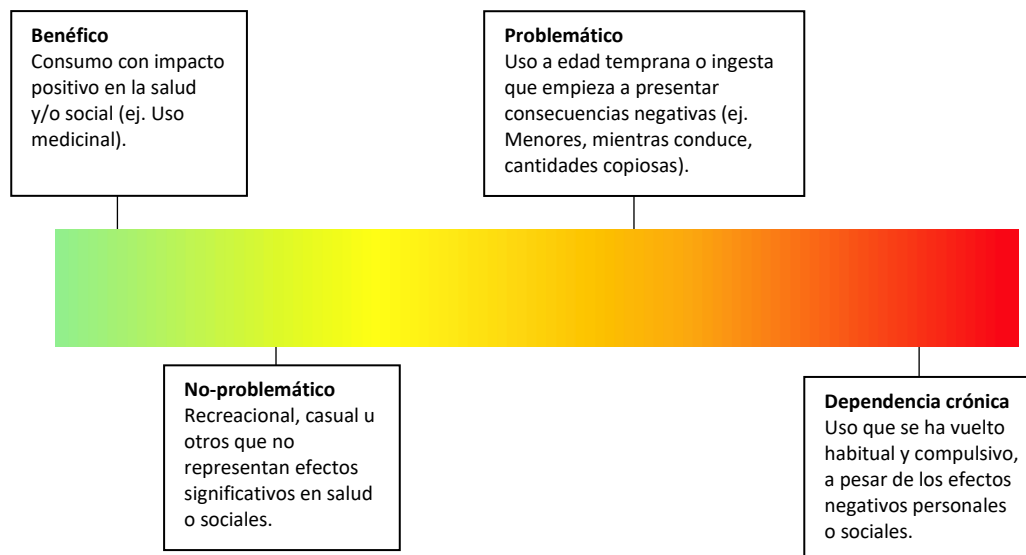 Benéfico
Consumo con impacto
positivo en la salud
y/o social (ej. Uso
medicinal).
Problemático
Uso a edad temprana o ingesta
que empieza a presentar
consecuencias negativas (ej.
Menores, mientras conduce,
cantidades copiosas).
No-problemático
Recreacional, casual u
otros que no
representan efectos
significativos en salud
o sociales.
Dependencia crónica
Uso que se ha vuelto
habitual y compulsivo,
a pesar de los efectos
negativos personales
o sociales.